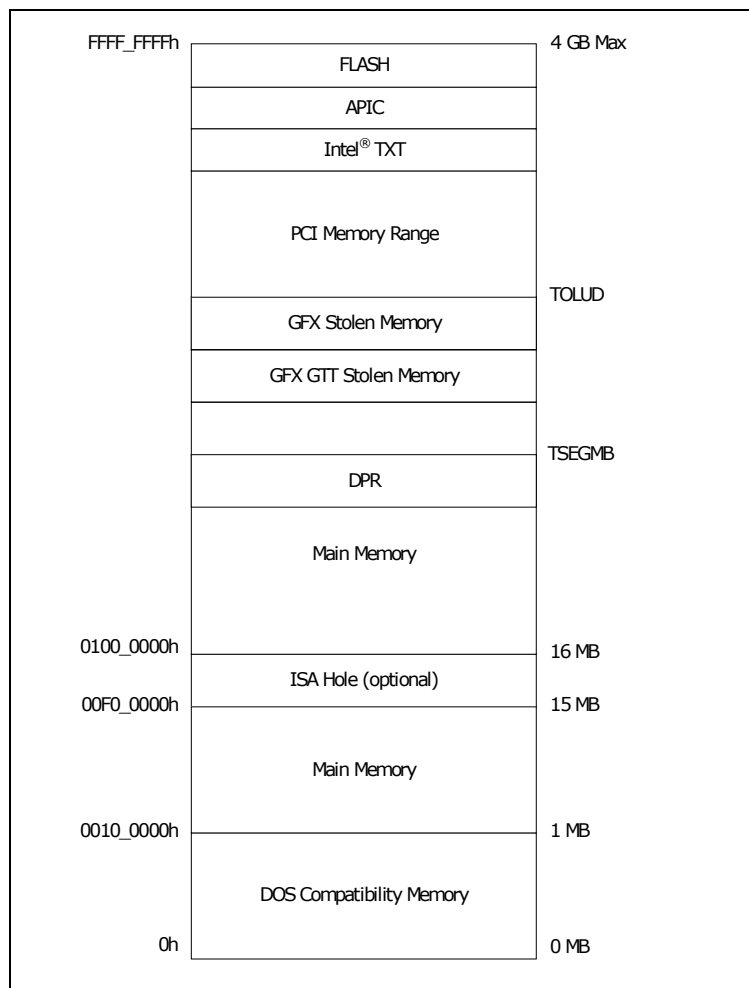 FFFF_FFFFh
4 GB Max
FLASH
APIC
Intel® TXT
PCI Memory Range
TOLUD
GFX Stolen Memory
GFX GTT Stolen Memory
TSEGMB
DPR
Main Memory
0100_0000h
16 MB
ISA Hole (optional)
00F0_0000h
15 MB
Main Memory
0010_0000h
1 MB
DOS Compatibility Memory
0h
0 MB